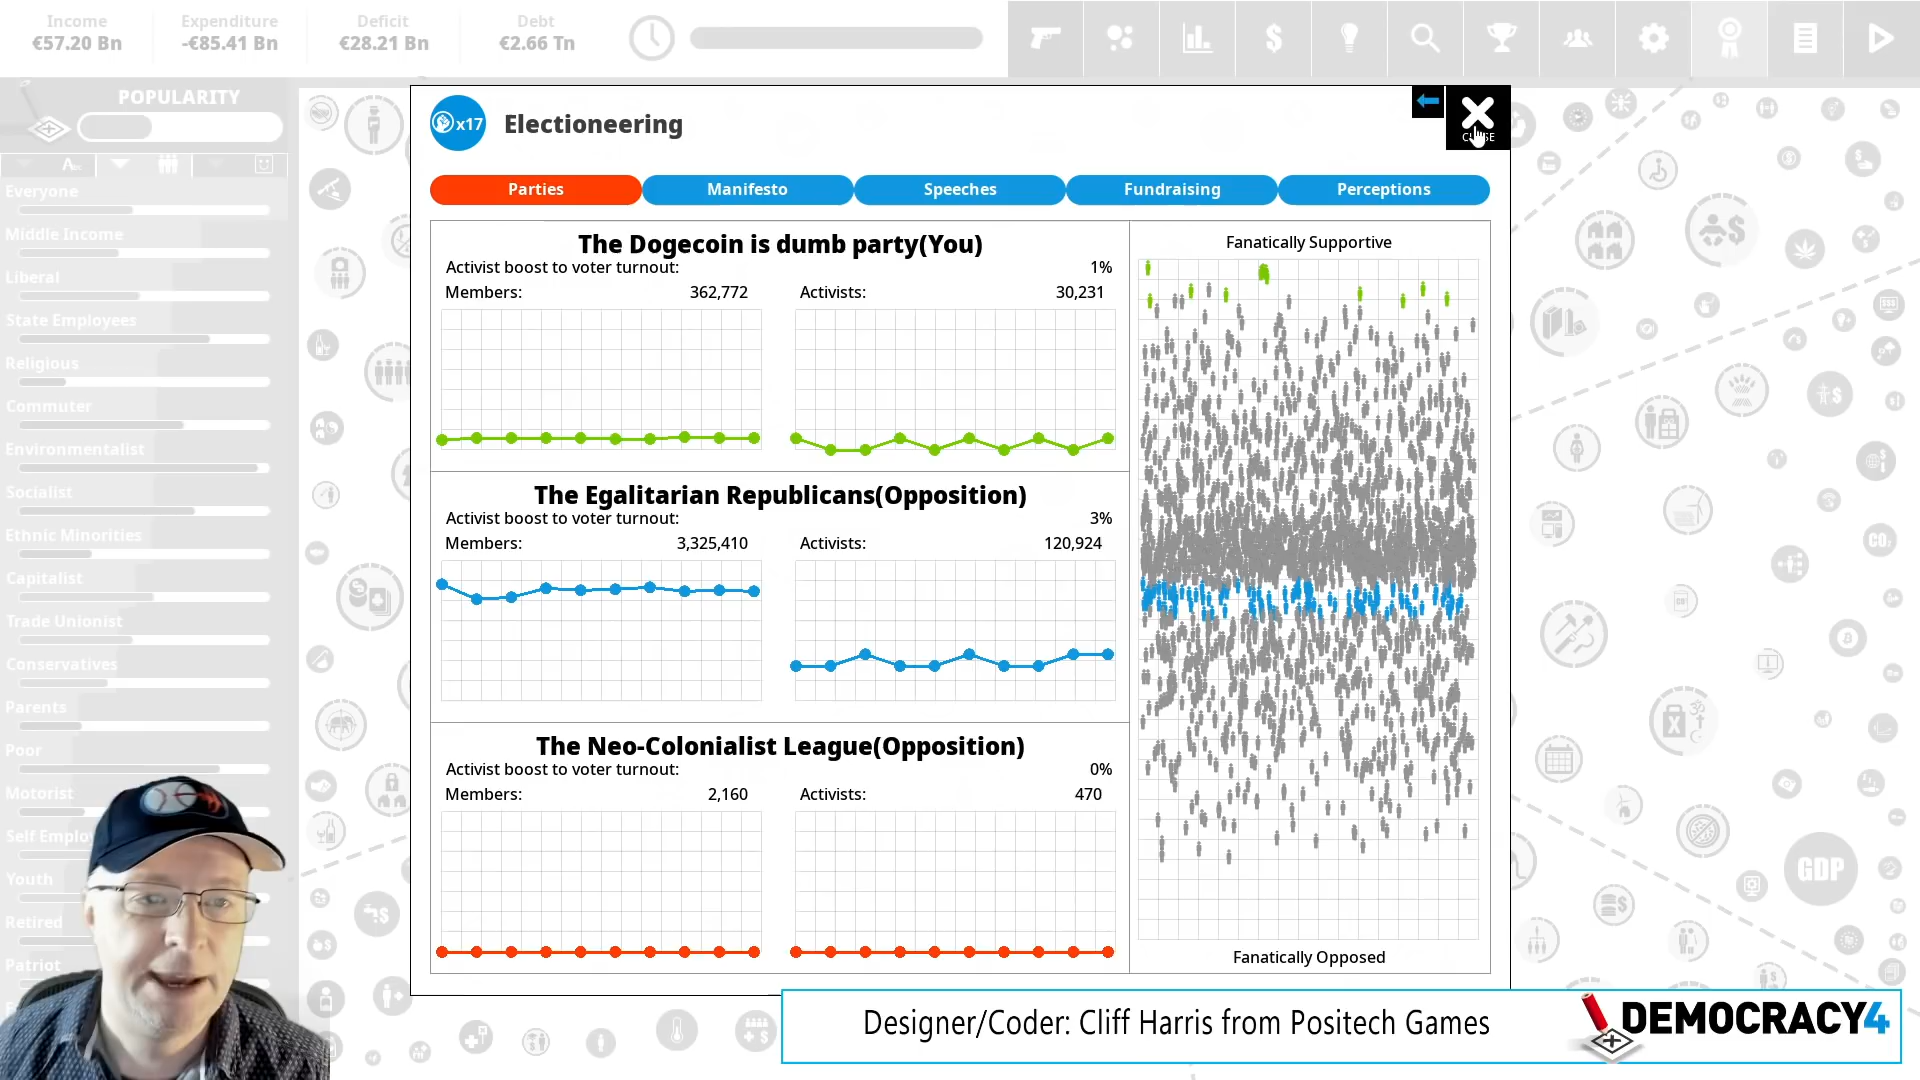 Income
€57.20 Bn
Expenditure
-€85.41 Bn
Deficit
€28.21 Bn
Debt
€2.66 Tn
POPULARITY
Everyone
Middle Income
Liberal
State Employees
Religious
Commuter
Environmentalist
Socialist
Ethnic Minorities
Capitalist
Trade Unionist
Conservatives
Parents
Poor
Motorist
Self Emplo
Youth
Retired
Patriot
x17
Electioneering
CLOSE
Parties
Manifesto
Speeches
Fundraising
Perceptions
The Dogecoin is dumb party(You)
Activist boost to voter turnout: 1%
Members: 362,772 Activists: 30,231
The Egalitarian Republicans(Opposition)
Activist boost to voter turnout: 3%
Members: 3,325,410 Activists: 120,924
The Neo-Colonialist League(Opposition)
Activist boost to voter turnout: 0%
Members: 2,160 Activists: 470
Fanatically Supportive
Fanatically Opposed
CO₂
GDP
Designer/Coder: Cliff Harris from Positech Games
DEMOCRACY4